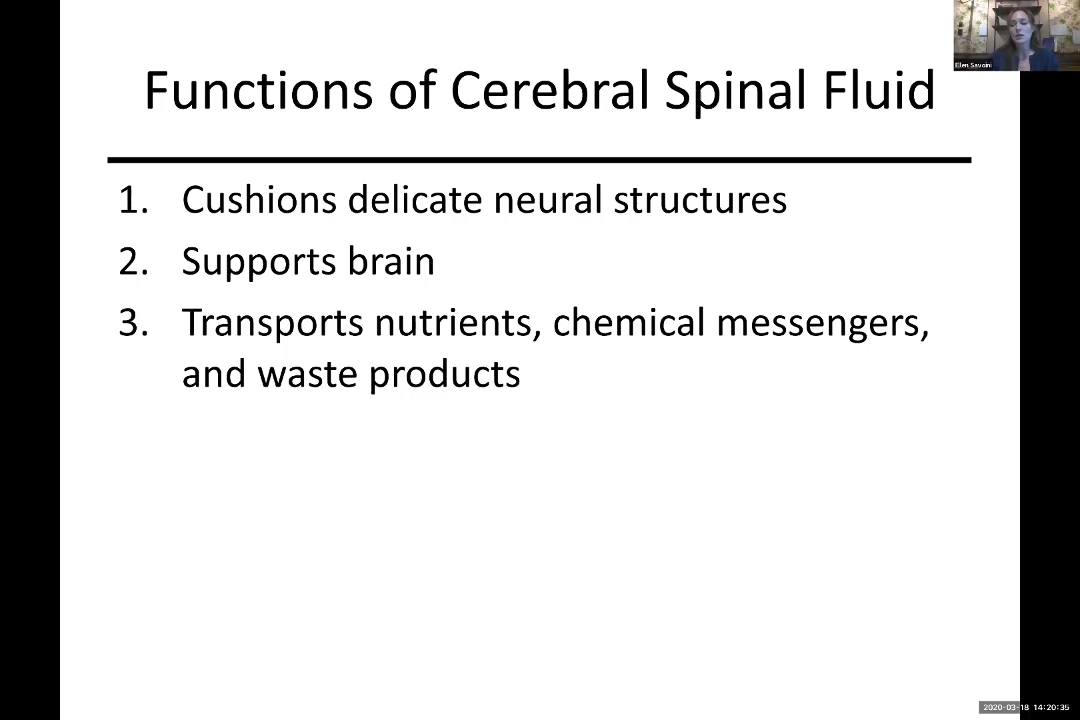 Ellen Savoini
Functions of Cerebral Spinal Fluid
1. Cushions delicate neural structures
2. Supports brain
3. Transports nutrients, chemical messengers,
and waste products
2020-03-18 14:20:35